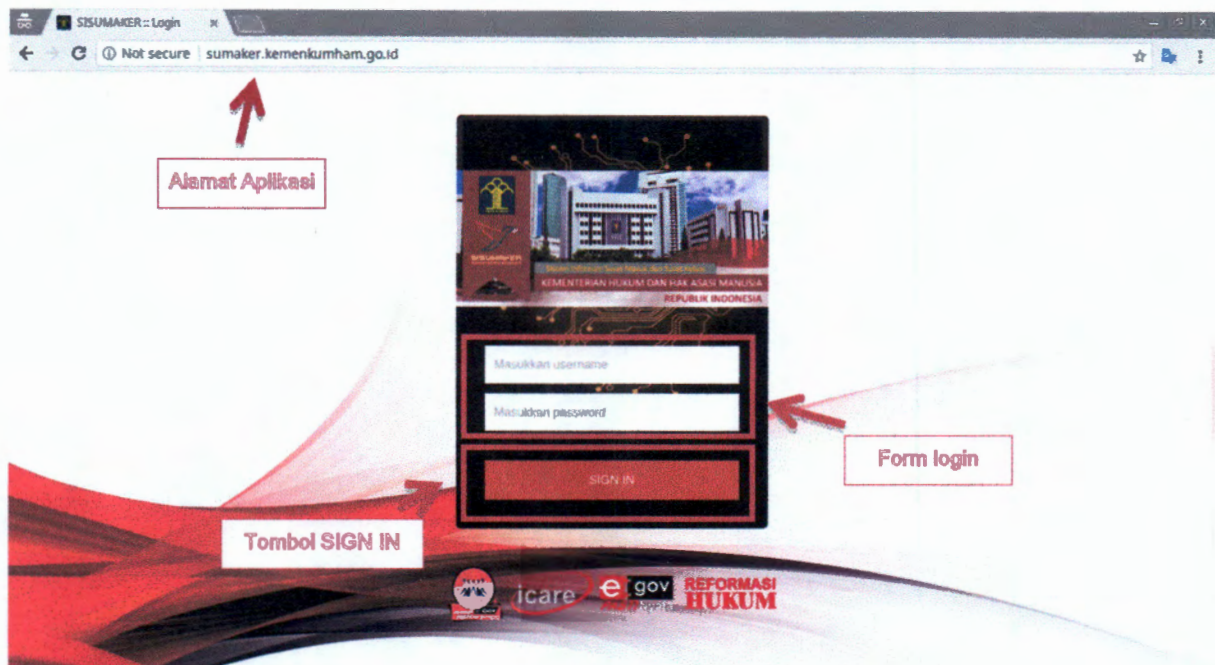 SISUMAKER :: Login
Not secure
sumaker.kemenkumham.go.id
Alamat Aplikasi
SISUMAKER
KEMENTERIAN HUKUM DAN HAK ASASI MANUSIA
REPUBLIK INDONESIA
Masukkan username
Masukkan password
Form login
SIGN IN
Tombol SIGN IN
icare
e gov
REFORMASI
HUKUM